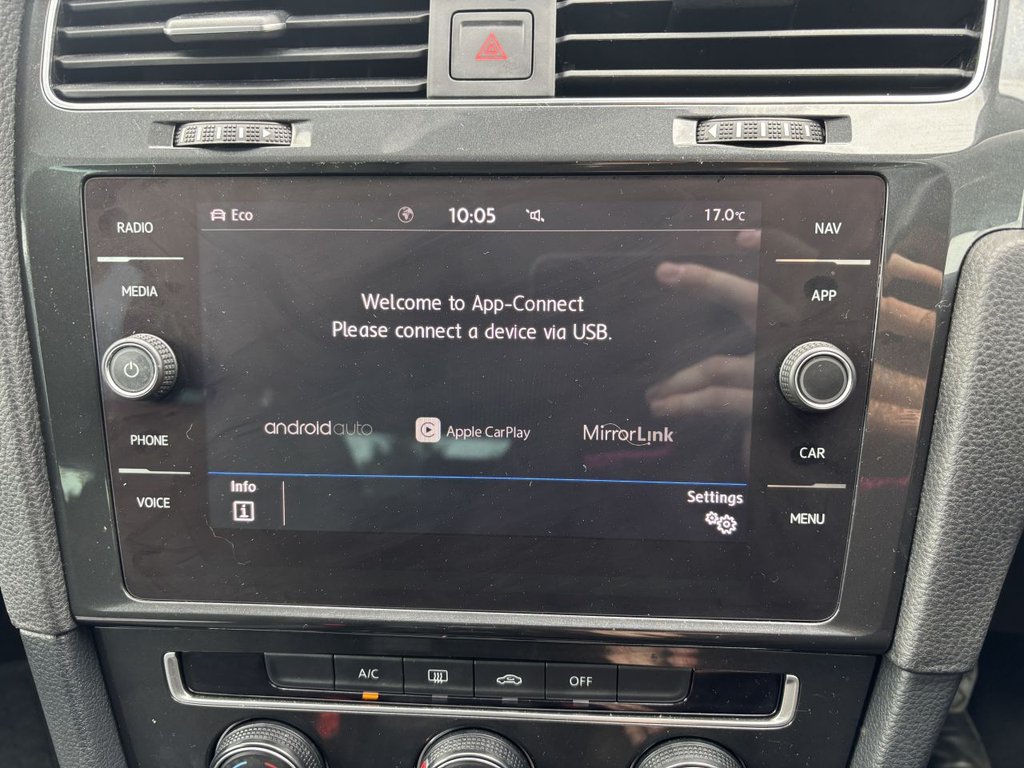 RADIO
MEDIA
PHONE
VOICE
Eco
10:05
17.0°C
Welcome to App-Connect
Please connect a device via USB.
androidauto
Apple CarPlay
MirrorLink
Info
i
Settings
NAV
APP
CAR
MENU
A/C
OFF